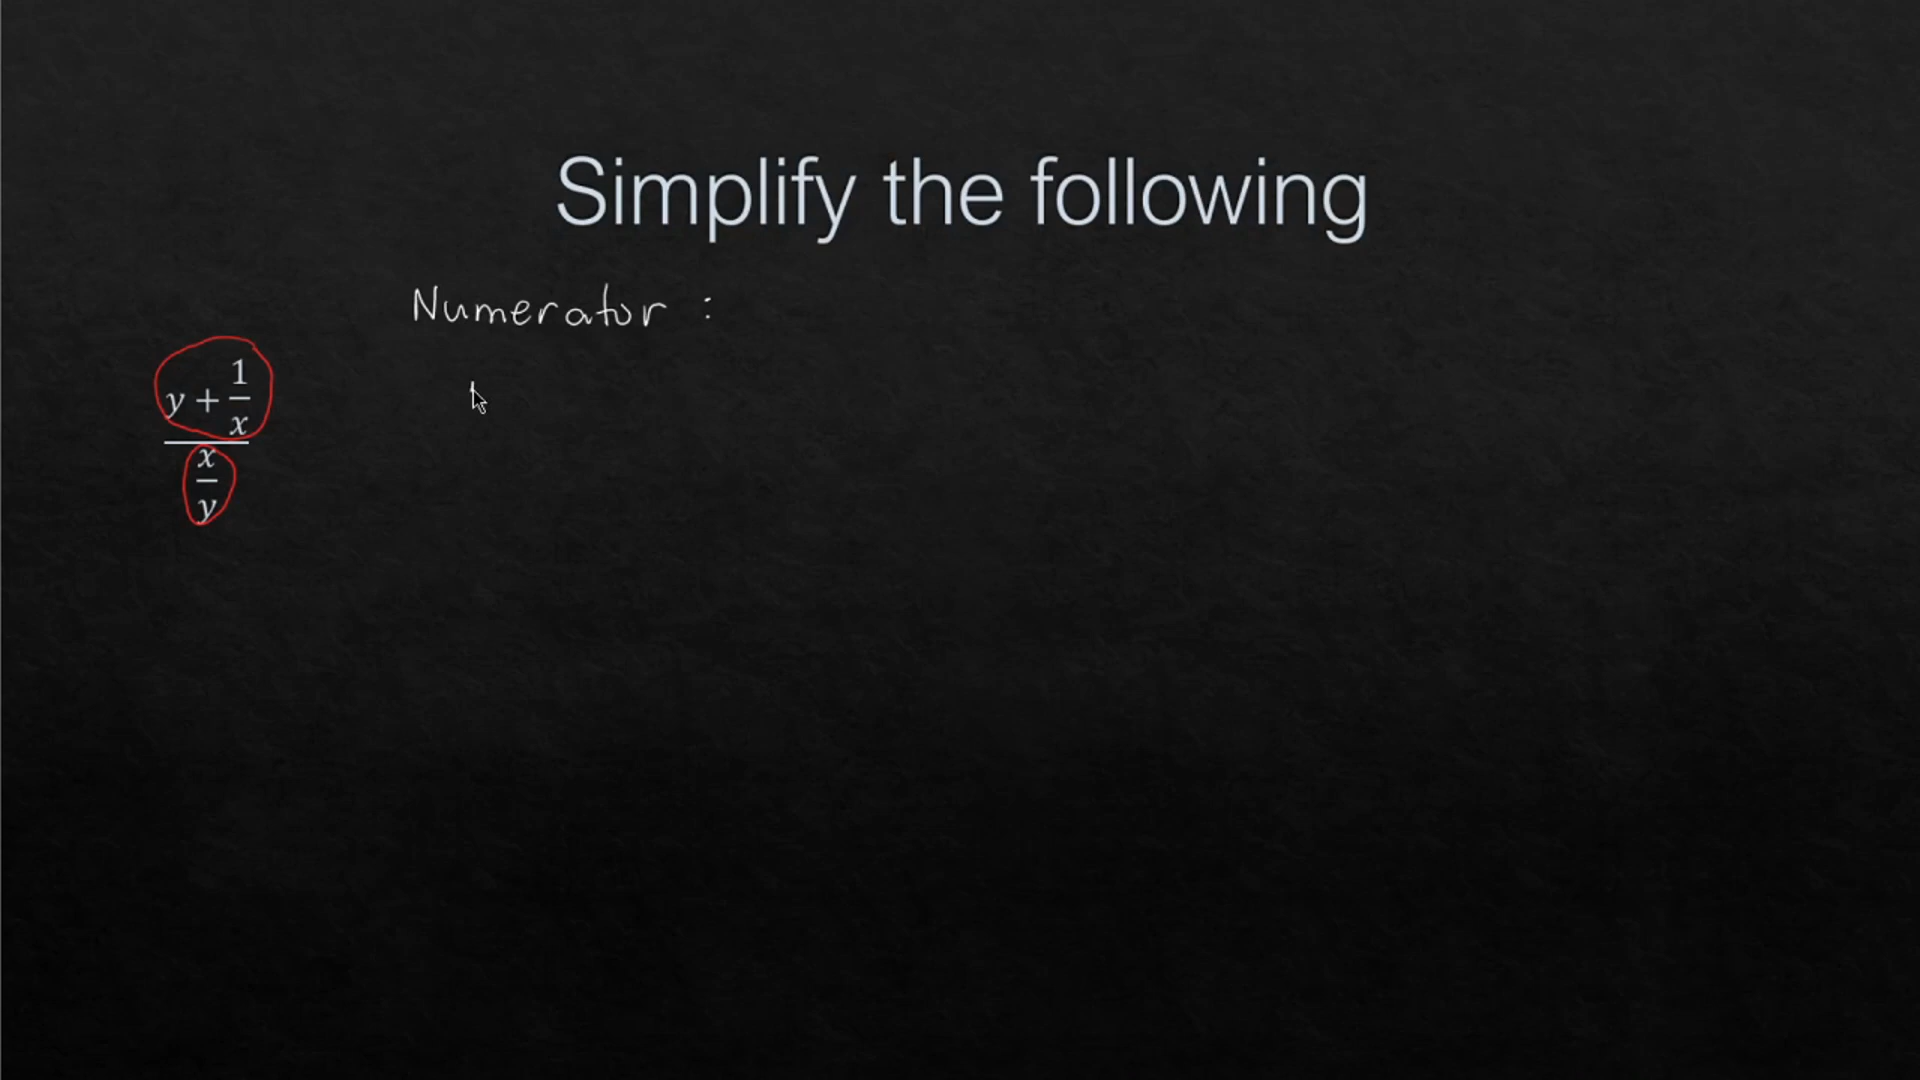 Simplify the following
Numerator :
y + 1/x
x/y